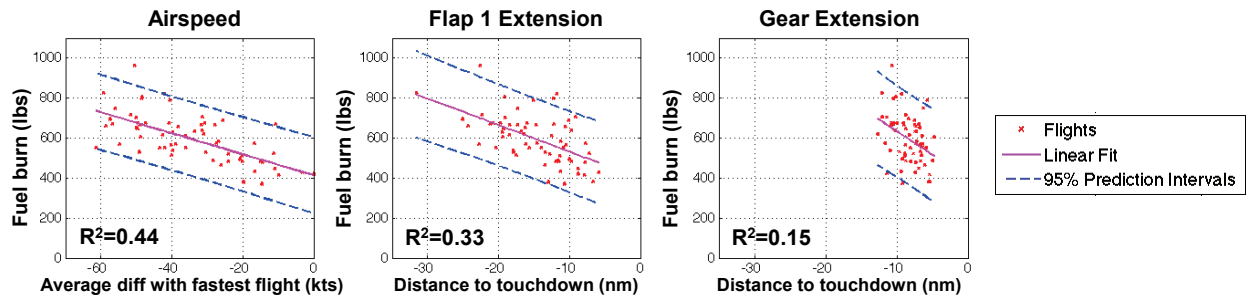 Airspeed
Fuel burn (lbs)
1000
800
600
400
200
0
R²=0.44
-60
-40
-20
0
Average diff with fastest flight (kts)
Flap 1 Extension
Fuel burn (lbs)
1000
800
600
400
200
0
R²=0.33
-30
-20
-10
0
Distance to touchdown (nm)
Gear Extension
Fuel burn (lbs)
1000
800
600
400
200
0
R²=0.15
-30
-20
-10
0
Distance to touchdown (nm)
Flights
Linear Fit
95% Prediction Intervals